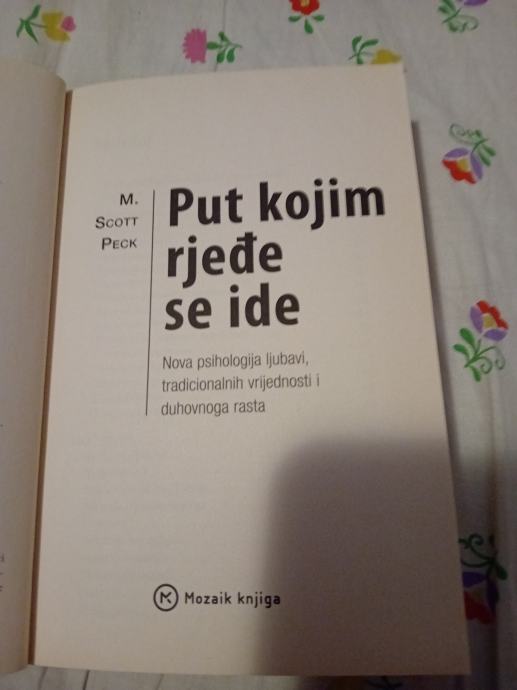 M.
SCOTT
PECK
Put kojim
rjeđe
se ide
Nova psihologija ljubavi,
tradicionalnih vrijednosti i
duhovnoga rasta
Mozaik knjiga